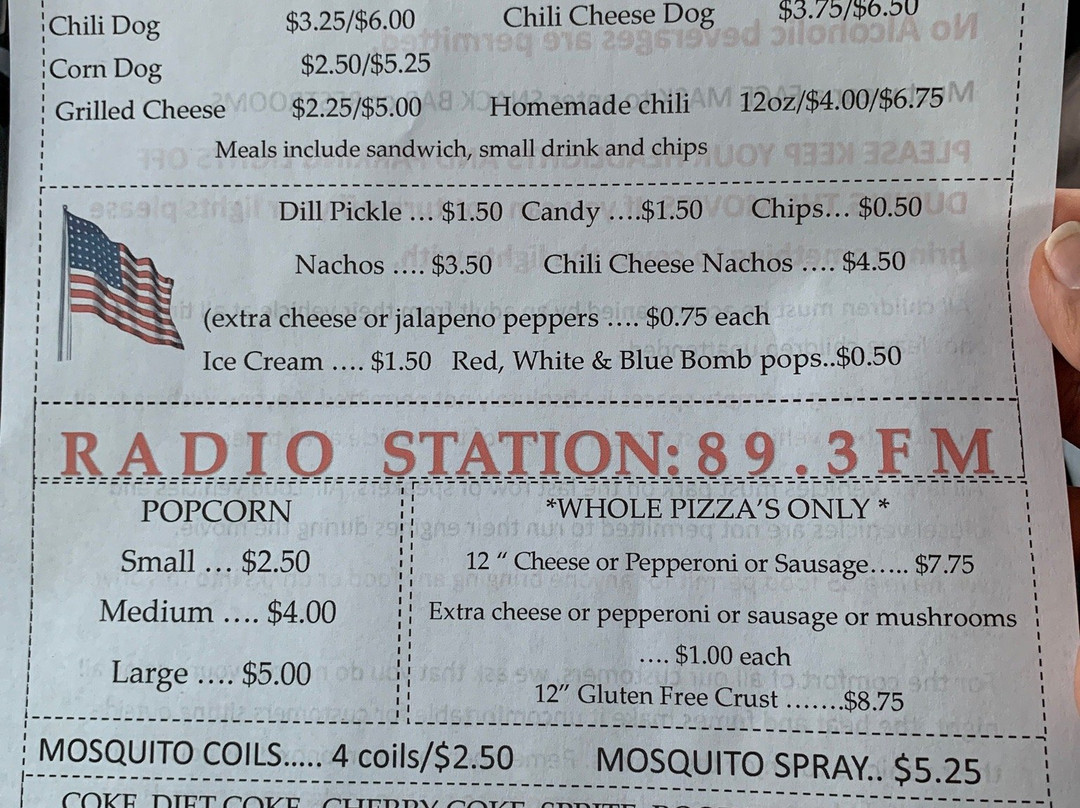 Chili Dog $3.25/$6.00 Chili Cheese Dog $3.75/$6.50
Corn Dog $2.50/$5.25
Grilled Cheese $2.25/$5.00 Homemade chili 12oz/$4.00/$6.75
Meals include sandwich, small drink and chips
Dill Pickle ... $1.50 Candy ....$1.50 Chips... $0.50
Nachos .... $3.50 Chili Cheese Nachos .... $4.50
(extra cheese or jalapeno peppers .... $0.75 each
Ice Cream .... $1.50 Red, White & Blue Bomb pops..$0.50
RADIO STATION: 89.3 FM
POPCORN
Small ... $2.50
Medium .... $4.00
Large ..... $5.00
*WHOLE PIZZA'S ONLY *
12 “ Cheese or Pepperoni or Sausage..... $7.75
Extra cheese or pepperoni or sausage or mushrooms
.... $1.00 each
12” Gluten Free Crust .......$8.75
MOSQUITO COILS..... 4 coils/$2.50 MOSQUITO SPRAY.. $5.25
COKE DIET COKE CHERRY COKE SPRITE